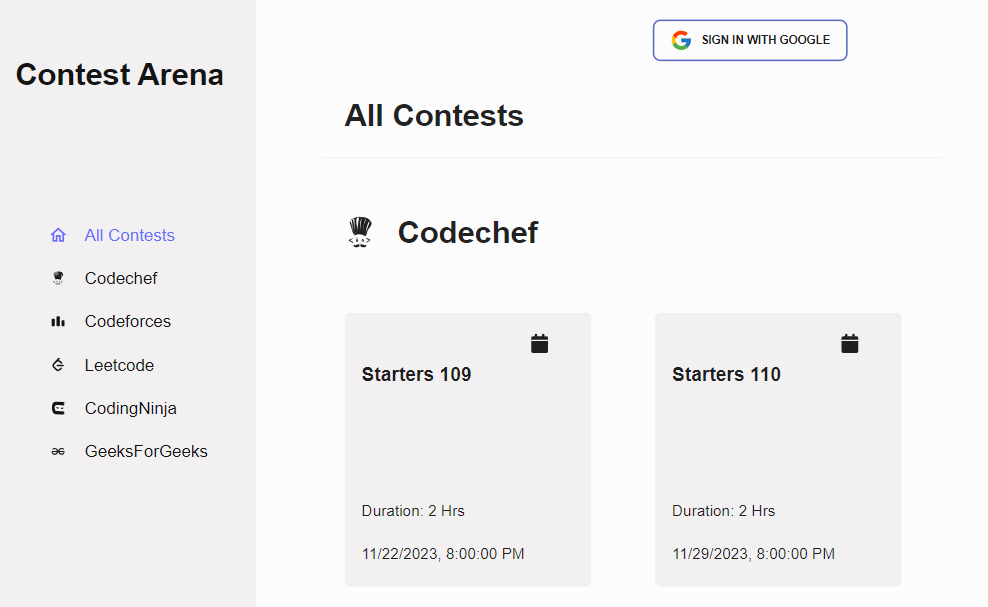 Contest Arena
All Contests
Codechef
Codeforces
Leetcode
CodingNinja
GeeksForGeeks
SIGN IN WITH GOOGLE
All Contests
Codechef
Starters 109
Duration: 2 Hrs
11/22/2023, 8:00:00 PM
Starters 110
Duration: 2 Hrs
11/29/2023, 8:00:00 PM